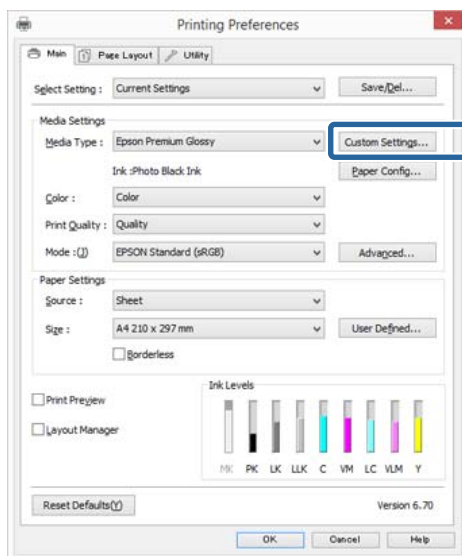 Printing Preferences
Main Page Layout Utility
Select Setting : Current Settings Save/Del...
Media Settings
Media Type : Epson Premium Glossy Custom Settings...
Ink :Photo Black Ink Paper Config...
Color : Color
Print Quality : Quality
Mode :(J) EPSON Standard (sRGB) Advanced...
Paper Settings
Source : Sheet
Size : A4 210 x 297 mm User Defined...
Borderless
Print Preview
Layout Manager
Ink Levels
MK PK LK LLK C VM LC VLM Y
Reset Defaults(Y) Version 6.70
OK Cancel Help